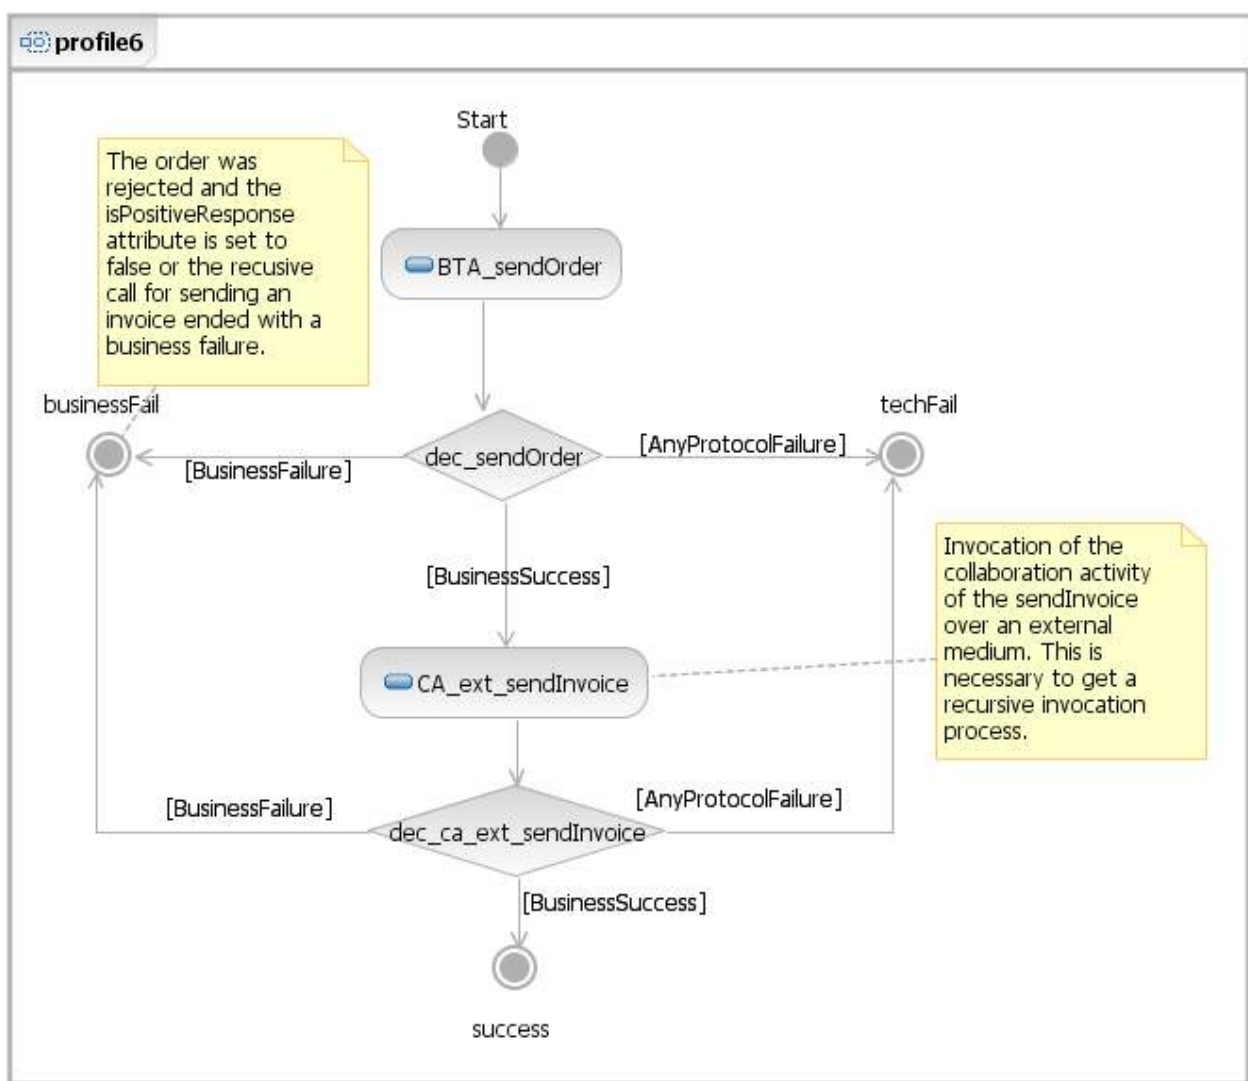 profile6
Start
The order was
rejected and the
isPositiveResponse
attribute is set to
false or the recusive
call for sending an
invoice ended with a
business failure.
BTA_sendOrder
businessFail
techFail
[BusinessFailure]
dec_sendOrder
[AnyProtocolFailure]
[BusinessSuccess]
Invocation of the
collaboration activity
of the sendInvoice
over an external
medium. This is
necessary to get a
recursive invocation
process.
CA_ext_sendInvoice
[BusinessFailure]
[AnyProtocolFailure]
dec_ca_ext_sendInvoice
[BusinessSuccess]
success